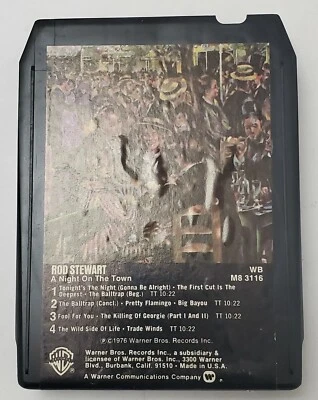 ROD STEWART
A Night On The Town
WB
M8 3116
1 Tonight's The Night (Gonna Be Alright) • The First Cut Is The
Deepest • The Balltrap (Beg.) TT 10:22
2 The Balltrap (Concl.) • Pretty Flamingo • Big Bayou TT 10:22
3 Fool For You • The Killing Of Georgie (Part I And II) TT 10:22
4 The Wild Side Of Life • Trade Winds TT 10:22
℗©1976 Warner Bros. Records Inc.
Warner Bros. Records Inc., a subsidiary &
licensee of Warner Bros. Inc., 3300 Warner
Blvd., Burbank, Calif. 91510 • Made in U.S.A.
A Warner Communications Company